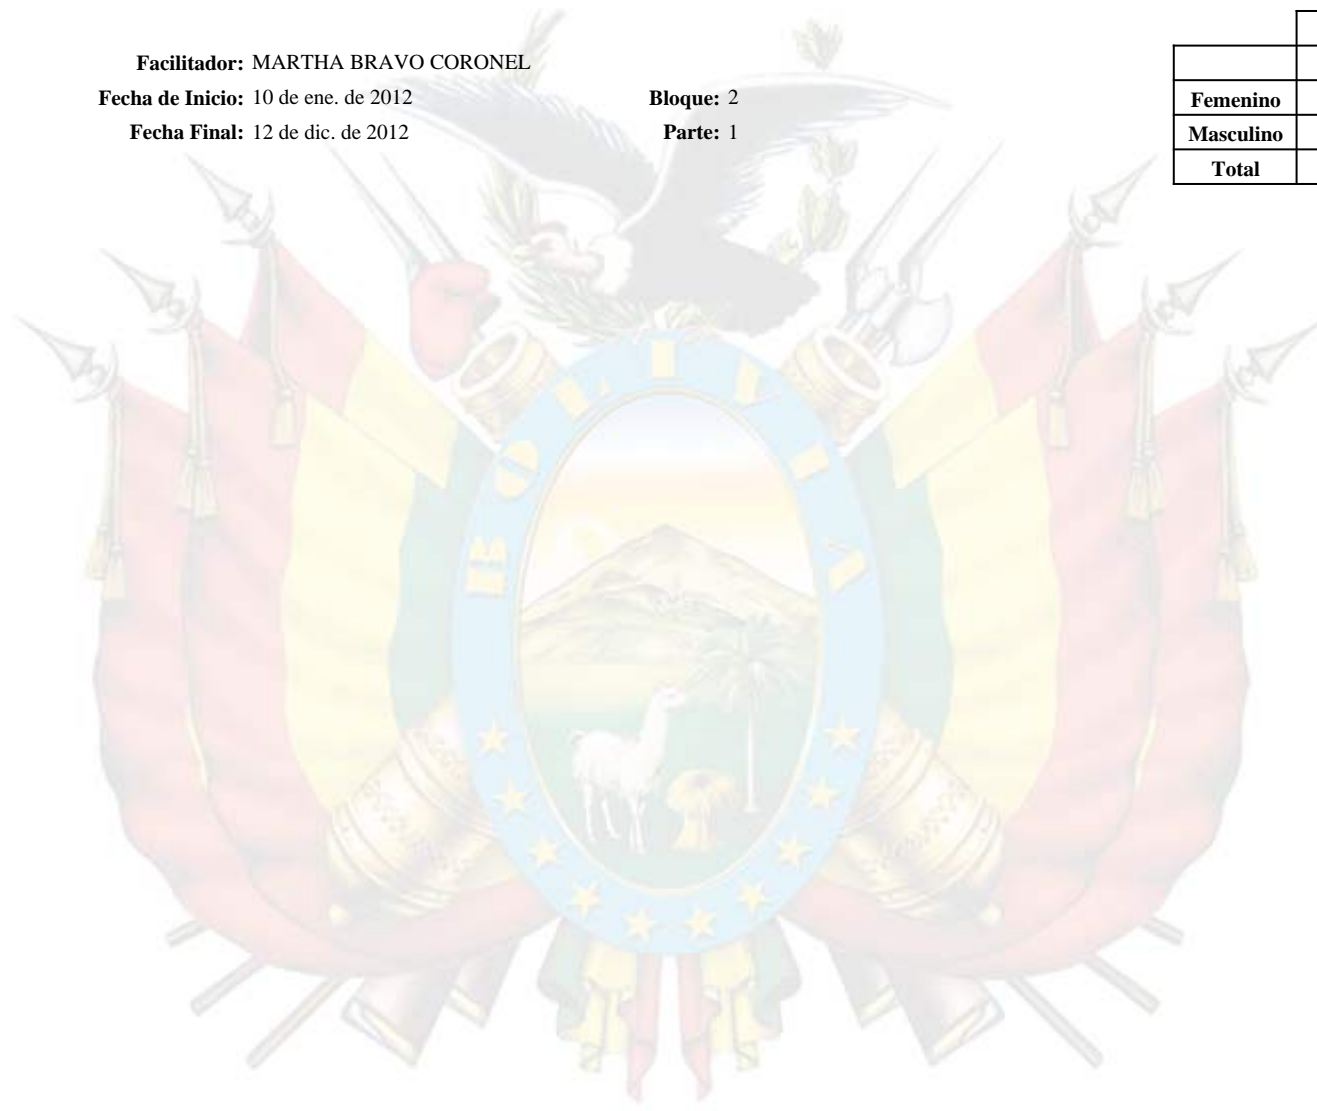 Facilitador: MARTHA BRAVO CORONEL
Fecha de Inicio: 10 de ene. de 2012 Bloque: 2
Fecha Final: 12 de dic. de 2012 Parte: 1
Femenino
Masculino
Total
BOLIVIA